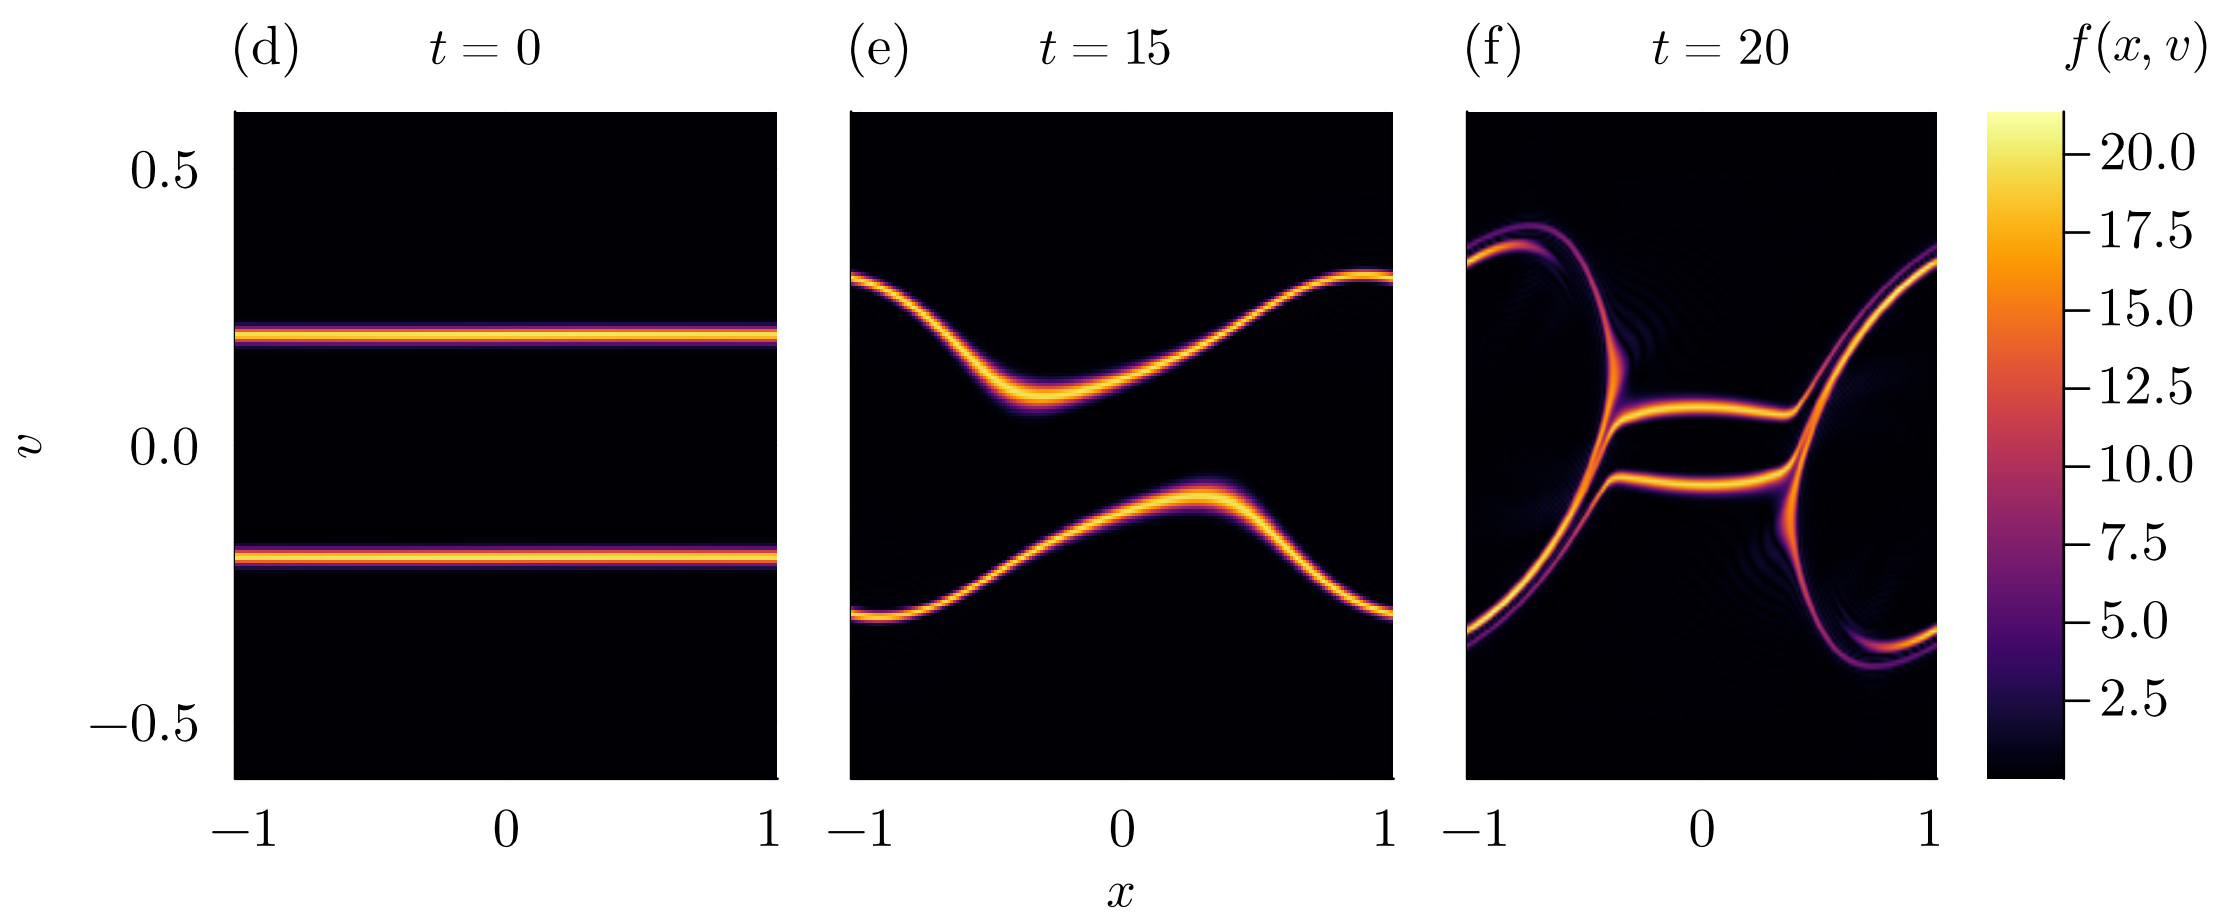 (d) t = 0 (e) t = 15 (f) t = 20 f(x, v)
0.5
0.0
−0.5
v
20.0
17.5
15.0
12.5
10.0
7.5
5.0
2.5
−1 0 1 −1 0 1 −1 0 1
x